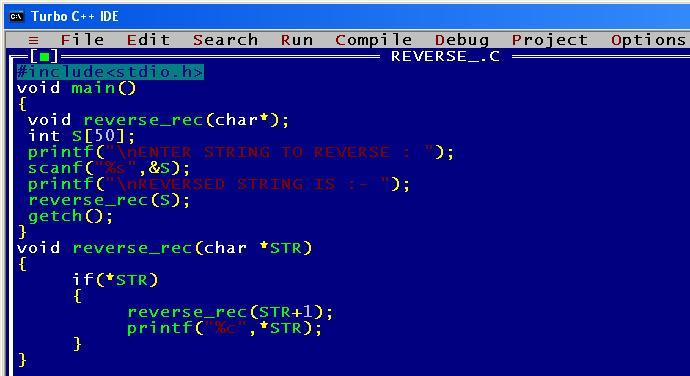 Turbo C++ IDE
≡ File Edit Search Run Compile Debug Project Options
[■] REVERSE_.C
#include<stdio.h>
void main()
{
void reverse_rec(char*);
int S[50];
printf("\nENTER STRING TO REVERSE : ");
scanf("%s",&S);
printf("\nREVERSED STRING IS :- ");
reverse_rec(S);
getch();
}
void reverse_rec(char *STR)
{
if(*STR)
{
reverse_rec(STR+1);
printf("%c",*STR);
}
}